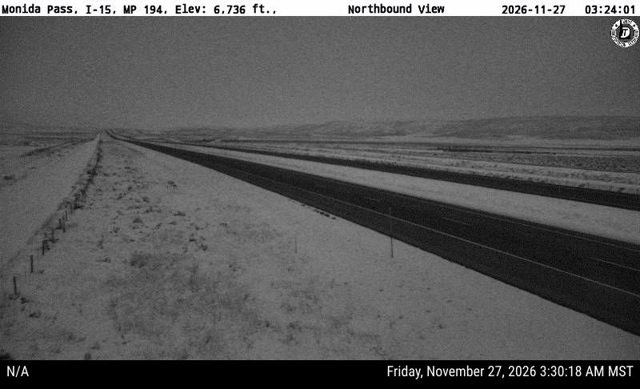 Monida Pass, I-15, MP 194, Elev: 6,736 ft., Northbound View 2026-11-27 03:24:01
N/A Friday, November 27, 2026 3:30:18 AM MST